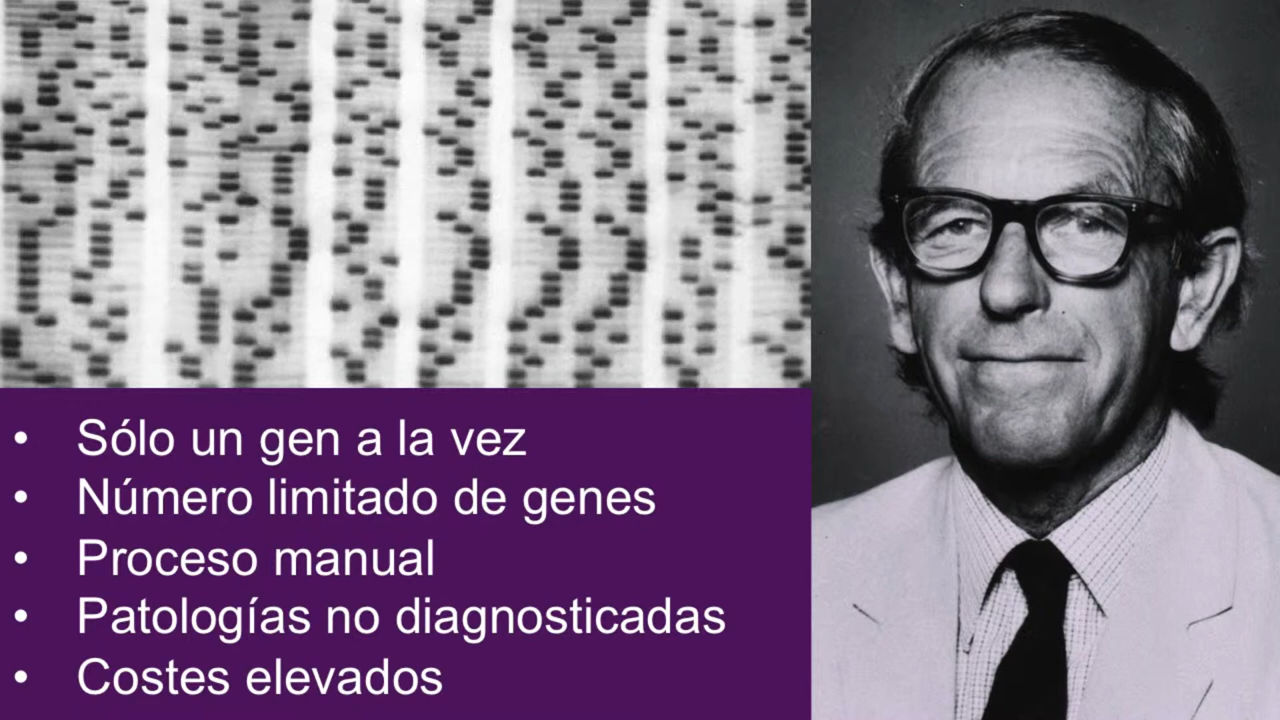 • Sólo un gen a la vez
• Número limitado de genes
• Proceso manual
• Patologías no diagnosticadas
• Costes elevados